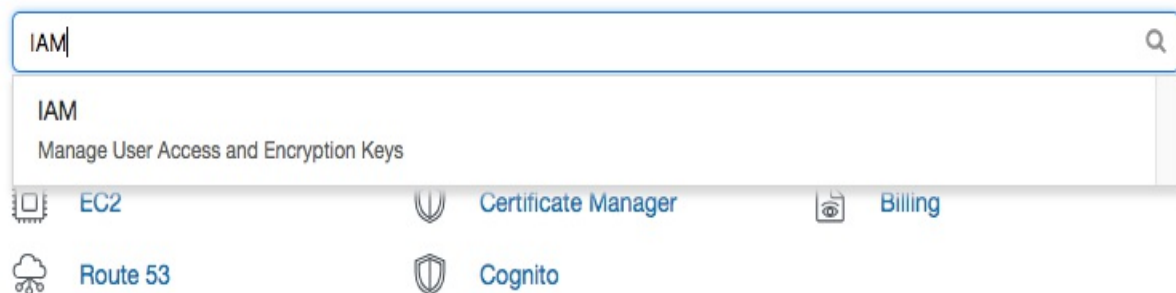 IAM
IAM
Manage User Access and Encryption Keys
EC2 Certificate Manager Billing
Route 53 Cognito